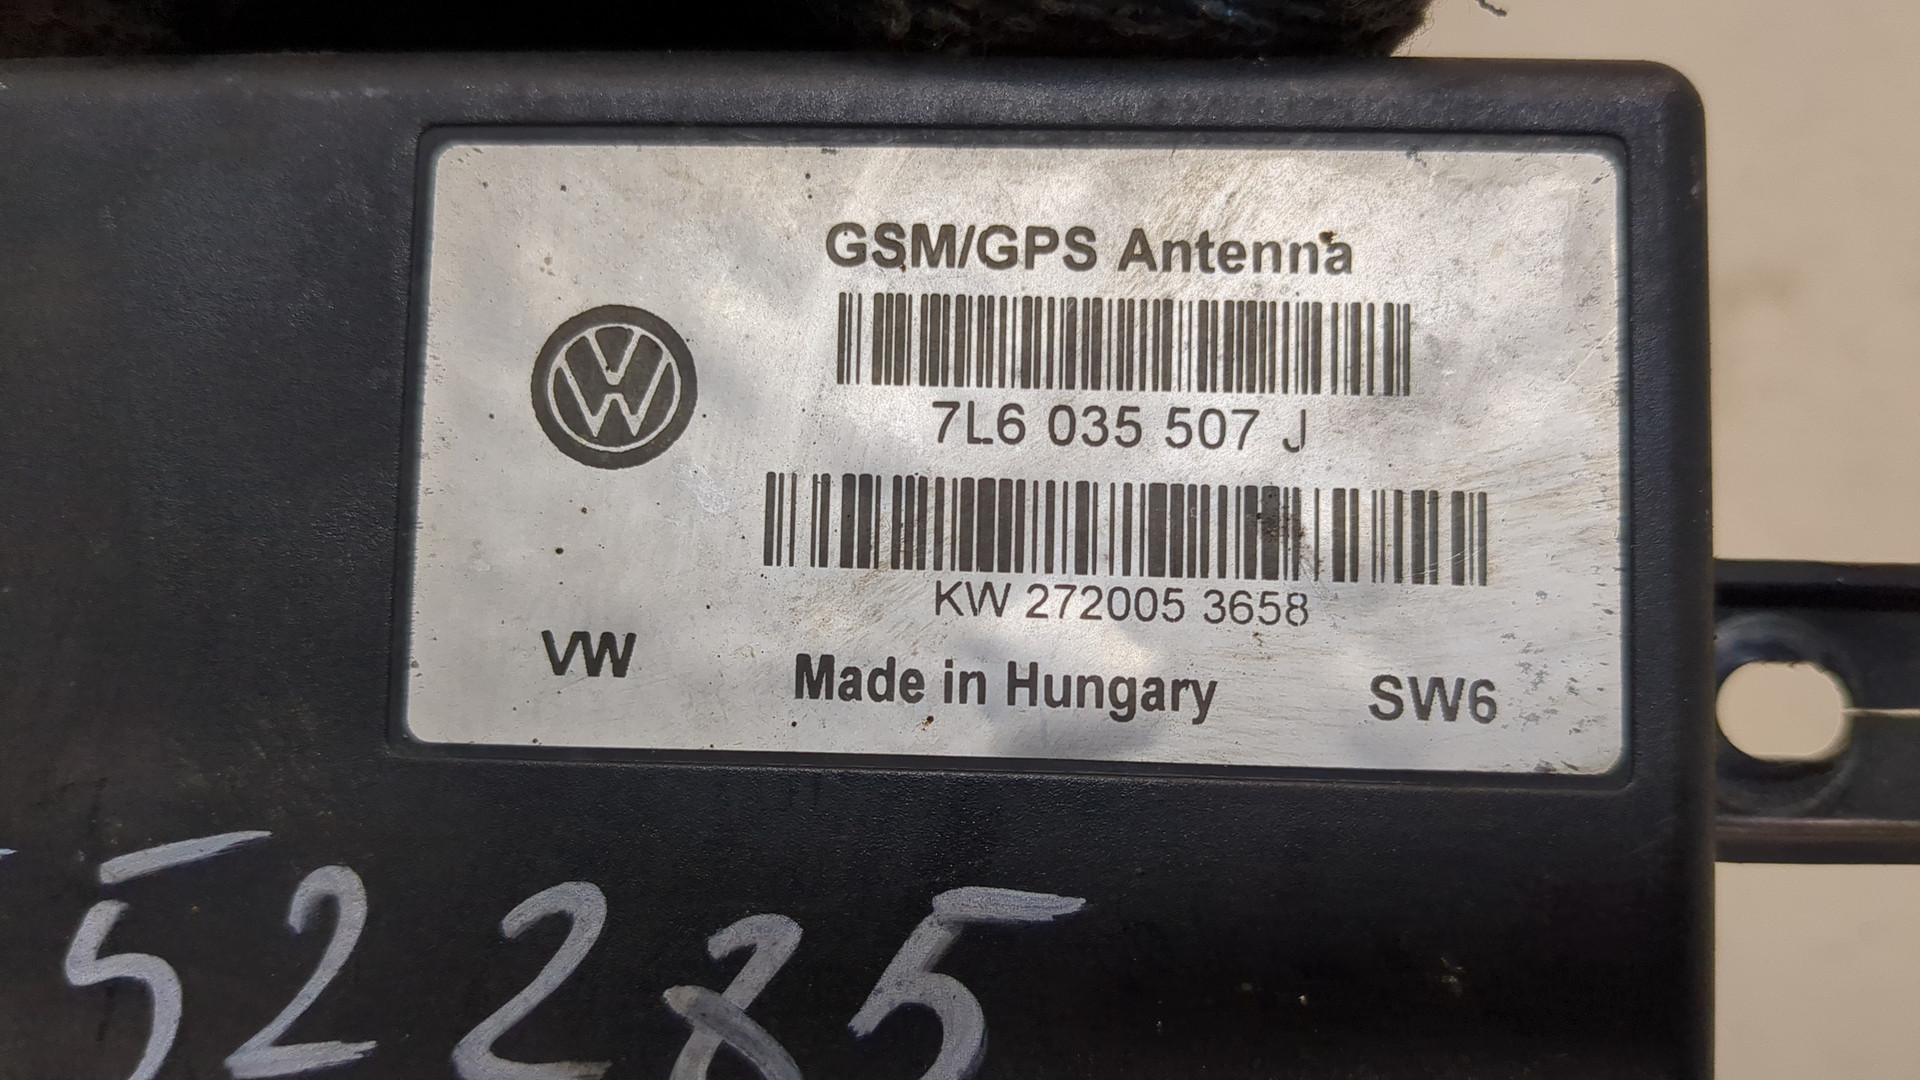 GSM/GPS Antenna
7L6 035 507 J
KW 272005 3658
VW
Made in Hungary
SW6
52285